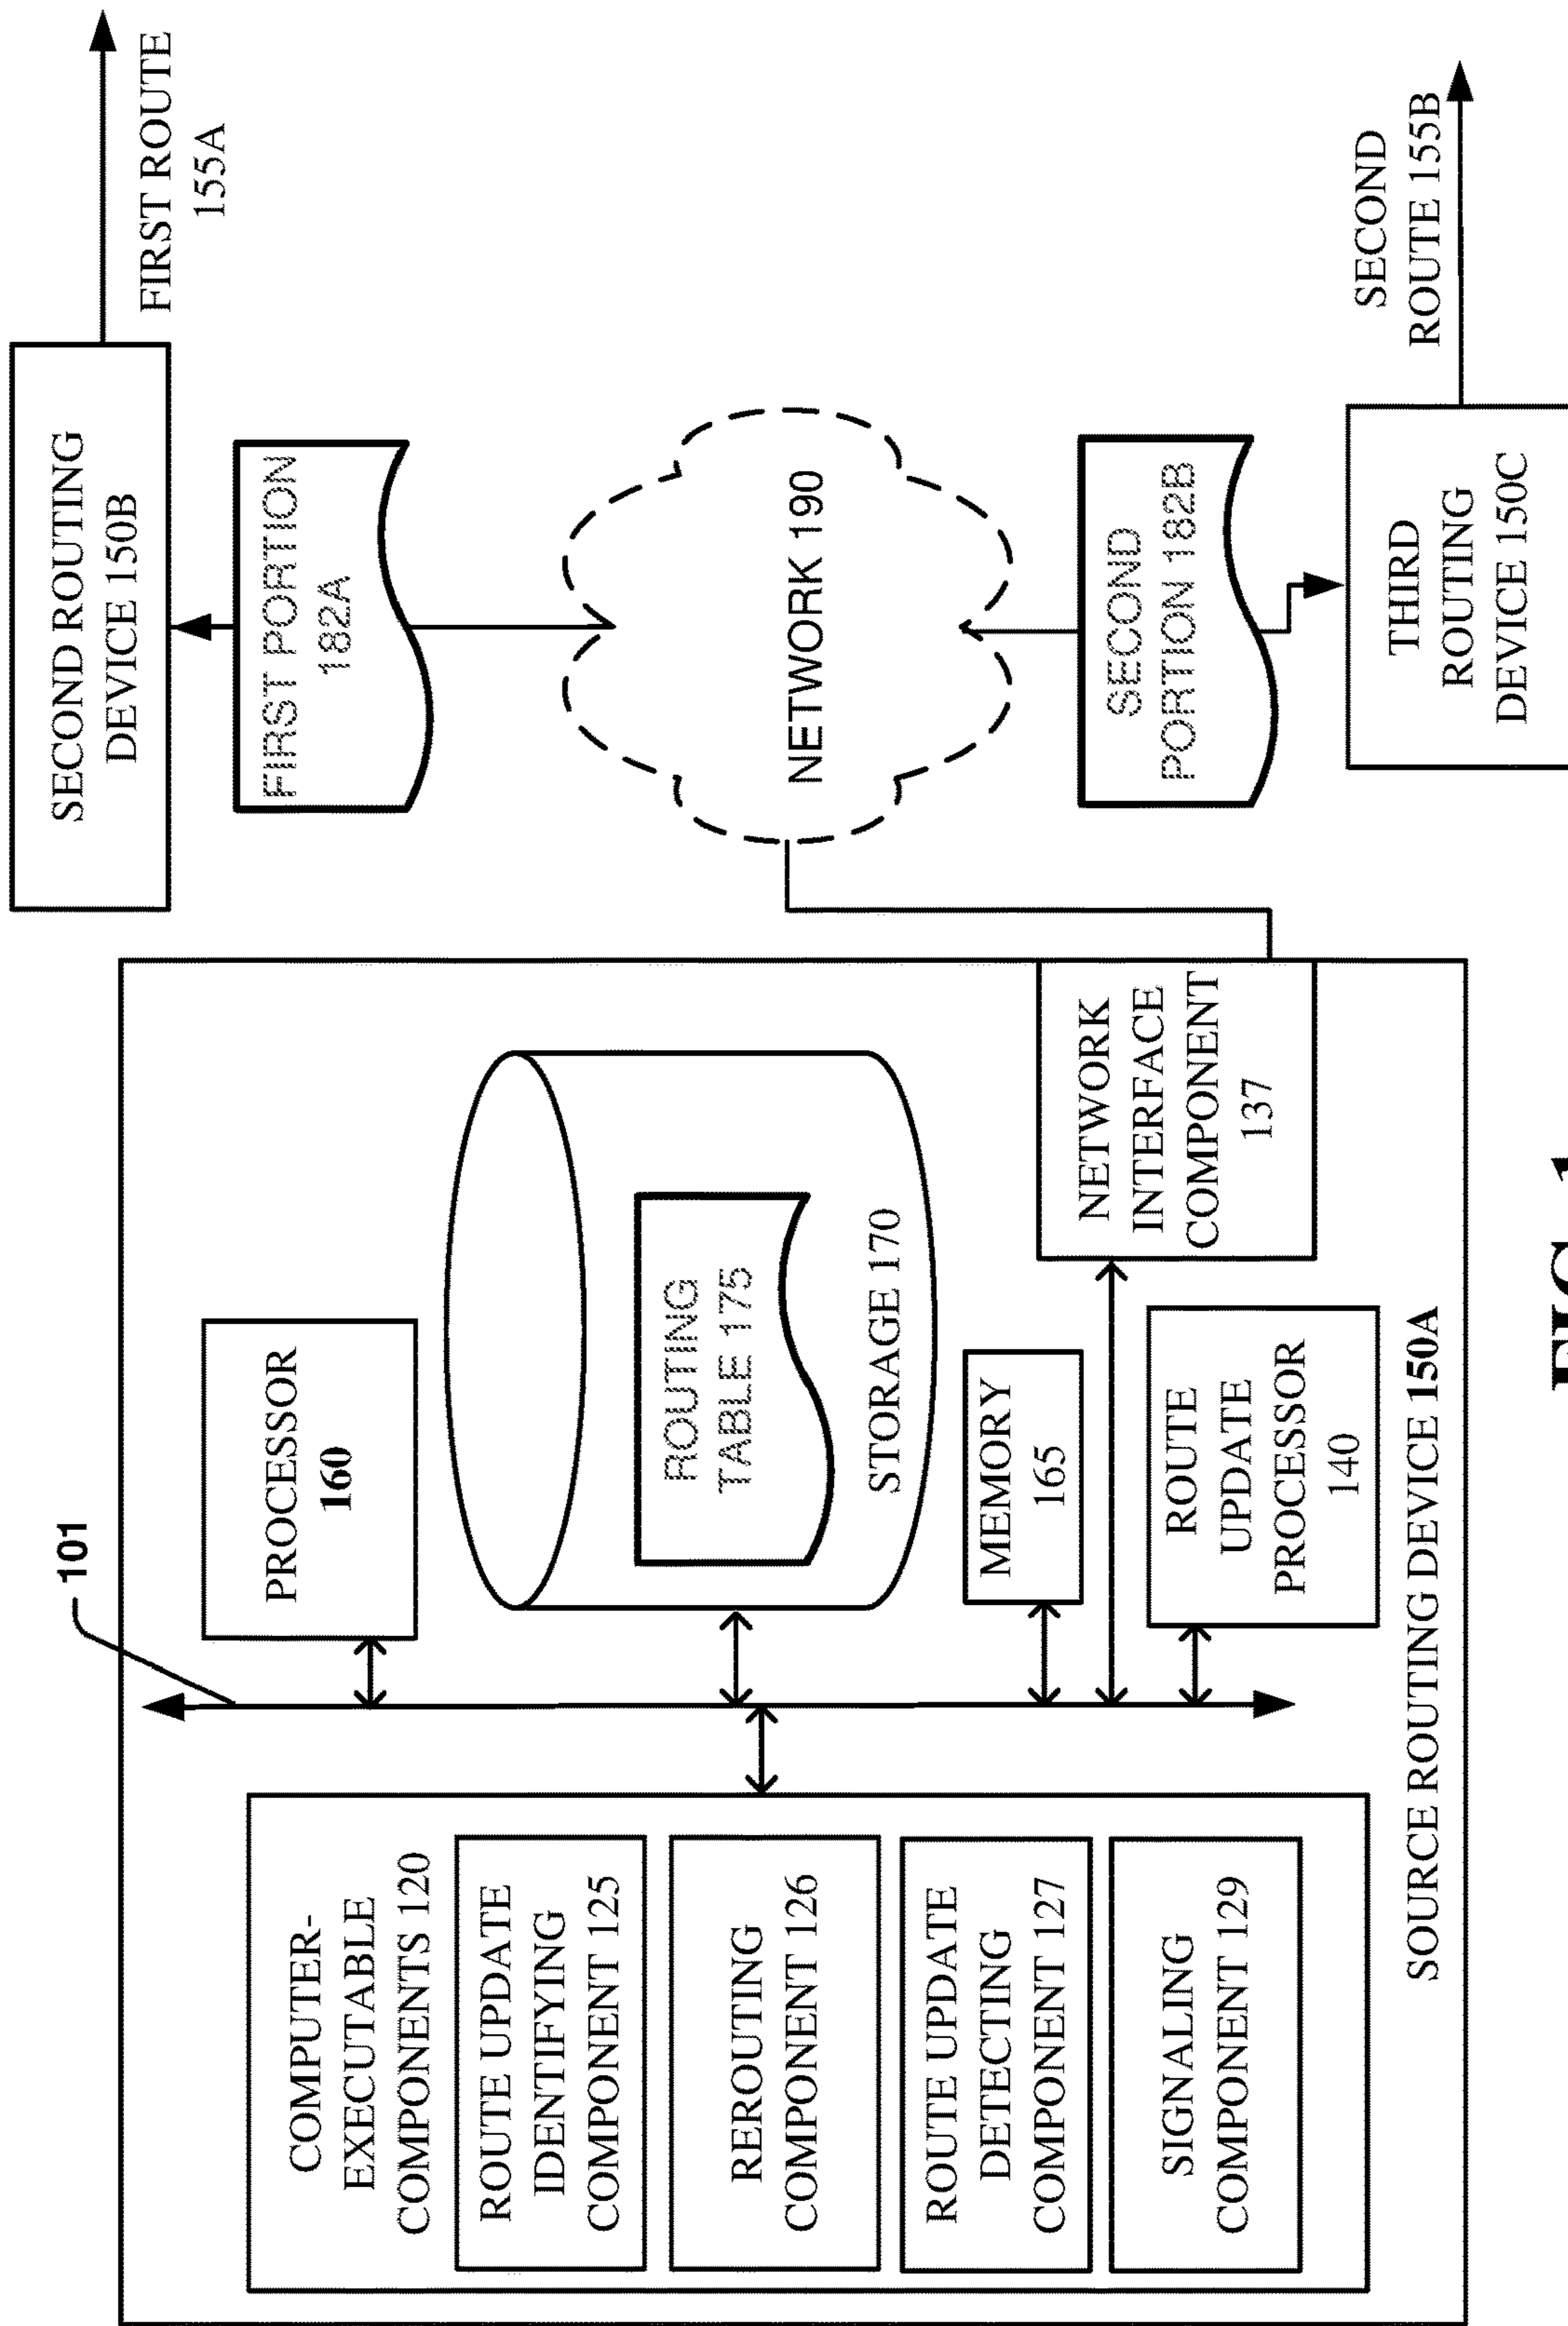 101
COMPUTER-
EXECUTABLE
COMPONENTS 120
ROUTE UPDATE
IDENTIFYING
COMPONENT 125
REROUTING
COMPONENT 126
ROUTE UPDATE
DETECTING
COMPONENT 127
SIGNALING
COMPONENT 129
PROCESSOR
160
ROUTING
TABLE 175
STORAGE 170
MEMORY
165
ROUTE
UPDATE
PROCESSOR
140
NETWORK
INTERFACE
COMPONENT
137
SOURCE ROUTING DEVICE 150A
SECOND ROUTING
DEVICE 150B
FIRST ROUTE
155A
FIRST PORTION
182A
NETWORK 190
SECOND
PORTION 182B
THIRD
ROUTING
DEVICE 150C
SECOND
ROUTE 155B
FIG. 1